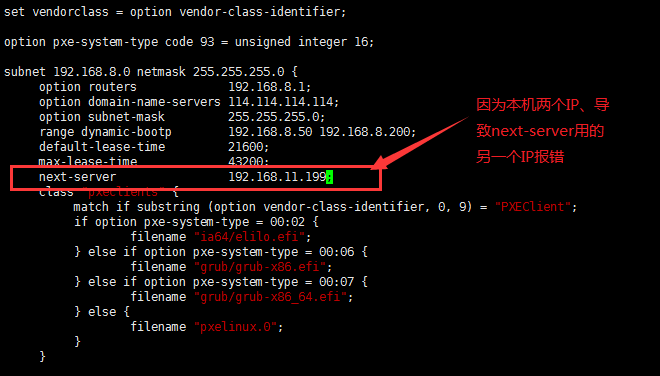 set vendorclass = option vendor-class-identifier;
option pxe-system-type code 93 = unsigned integer 16;
subnet 192.168.8.0 netmask 255.255.255.0 {
option routers 192.168.8.1;
option domain-name-servers 114.114.114.114;
option subnet-mask 255.255.255.0;
range dynamic-bootp 192.168.8.50 192.168.8.200;
default-lease-time 21600;
max-lease-time 43200;
next-server 192.168.11.199;
class "pxeclients" {
match if substring (option vendor-class-identifier, 0, 9) = "PXEClient";
if option pxe-system-type = 00:02 {
filename "ia64/elilo.efi";
} else if option pxe-system-type = 00:06 {
filename "grub/grub-x86.efi";
} else if option pxe-system-type = 00:07 {
filename "grub/grub-x86_64.efi";
} else {
filename "pxelinux.0";
}
}
因为本机两个IP、导
致next-server用的
另一个IP报错